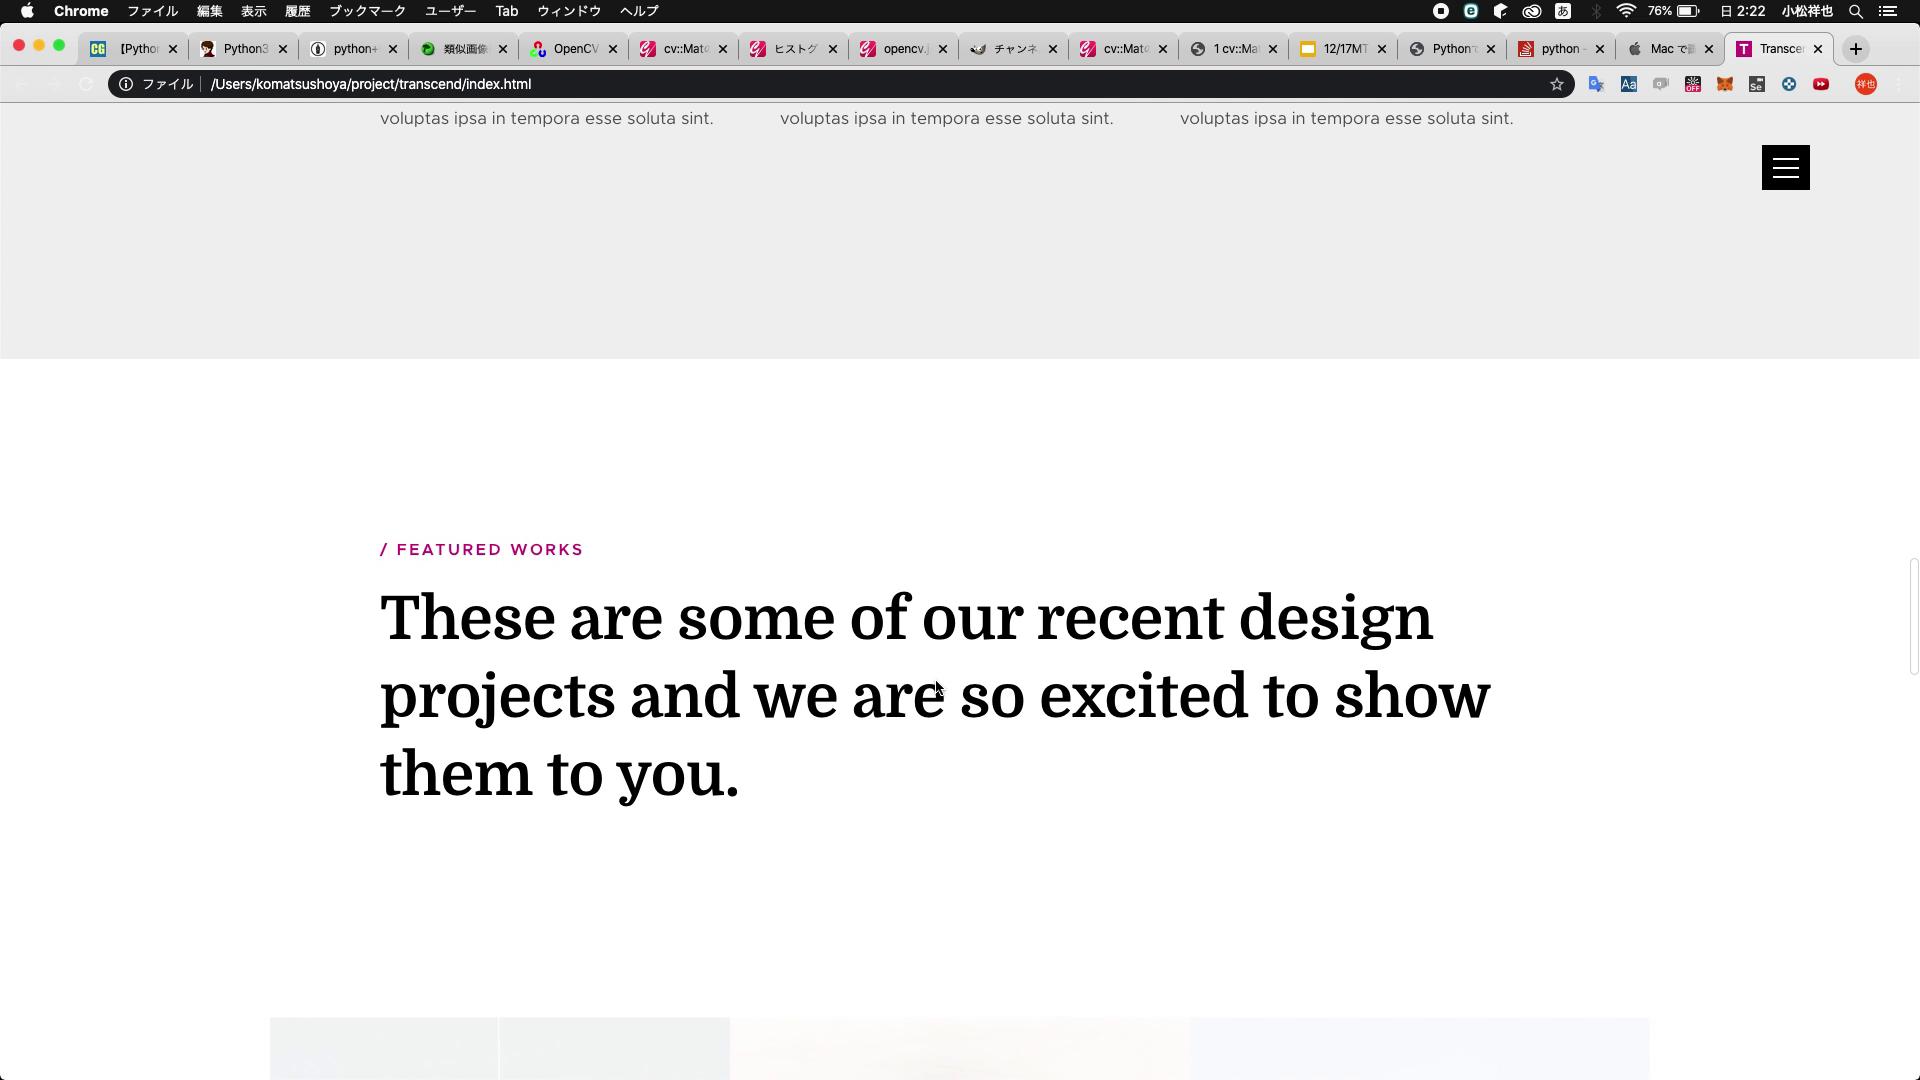 Chrome ファイル 編集 表示 履歴 ブックマーク ユーザー Tab ウィンドウ ヘルプ 76% 日 2:22 小松祥也
【Pytho Python3 python+ 類似画像 OpenCV cv::Mat ヒストグ opencv. チャンネ cv::Mat 1 cv::Ma 12/17MT Python python Mac で Transce
ファイル /Users/komatsushoya/project/transcend/index.html 祥也
voluptas ipsa in tempora esse soluta sint. voluptas ipsa in tempora esse soluta sint. voluptas ipsa in tempora esse soluta sint.
/ FEATURED WORKS
These are some of our recent design
projects and we are so excited to show
them to you.